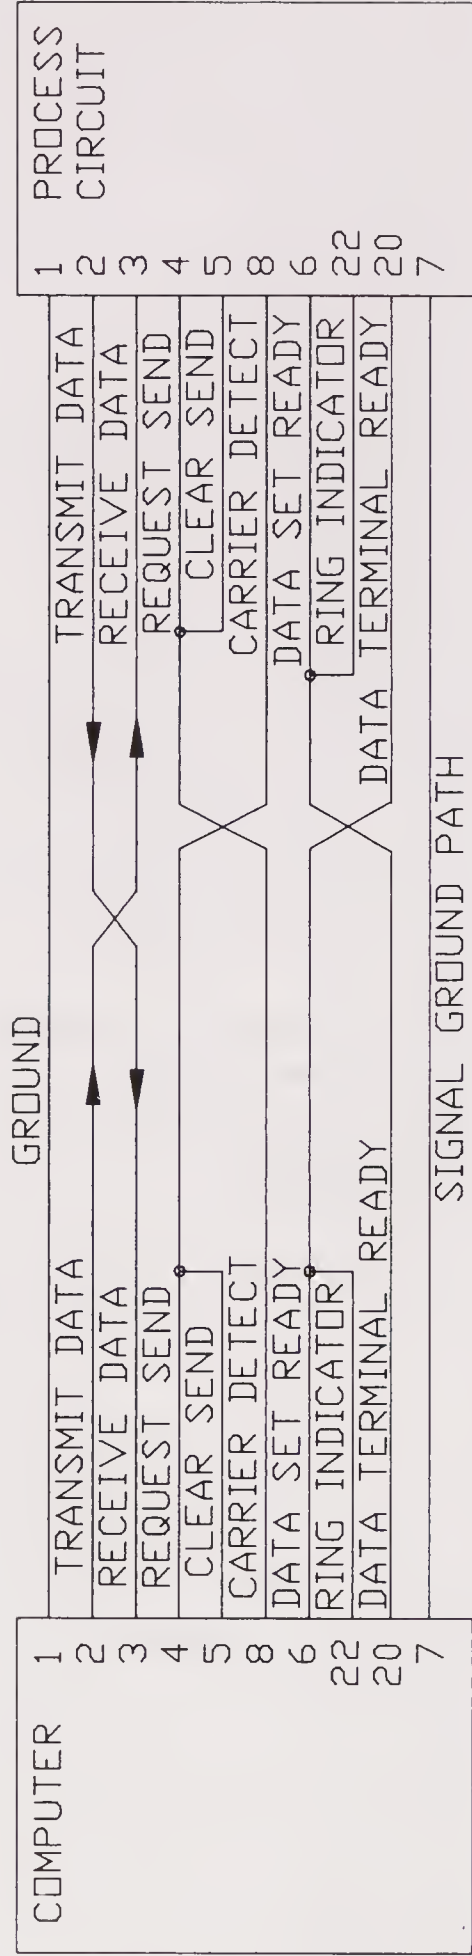 COMPUTER
1
2
3
4
5
8
6
22
20
7
TRANSMIT DATA
RECEIVE DATA
REQUEST SEND
CLEAR SEND
CARRIER DETECT
DATA SET READY
RING INDICATOR
DATA TERMINAL READY
GROUND
SIGNAL GROUND PATH
TRANSMIT DATA
RECEIVE DATA
REQUEST SEND
CLEAR SEND
CARRIER DETECT
DATA SET READY
RING INDICATOR
DATA TERMINAL READY
PROCESS
CIRCUIT
1
2
3
4
5
8
6
22
20
7